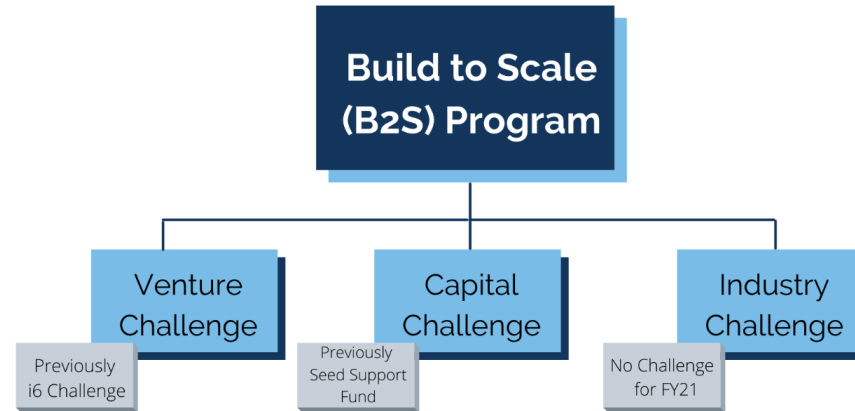 Build to Scale
(B2S) Program
Venture
Challenge
Previously
i6 Challenge
Capital
Challenge
Previously
Seed Support
Fund
Industry
Challenge
No Challenge
for FY21